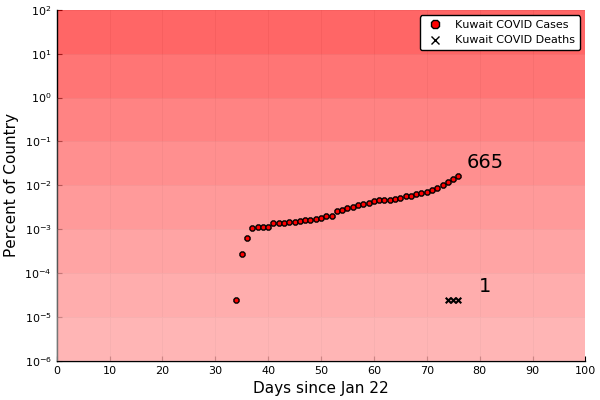 Kuwait COVID Cases
Kuwait COVID Deaths
Percent of Country
10²
10¹
10⁰
10⁻¹
10⁻²
10⁻³
10⁻⁴
10⁻⁵
10⁻⁶
665
1
0 10 20 30 40 50 60 70 80 90 100
Days since Jan 22